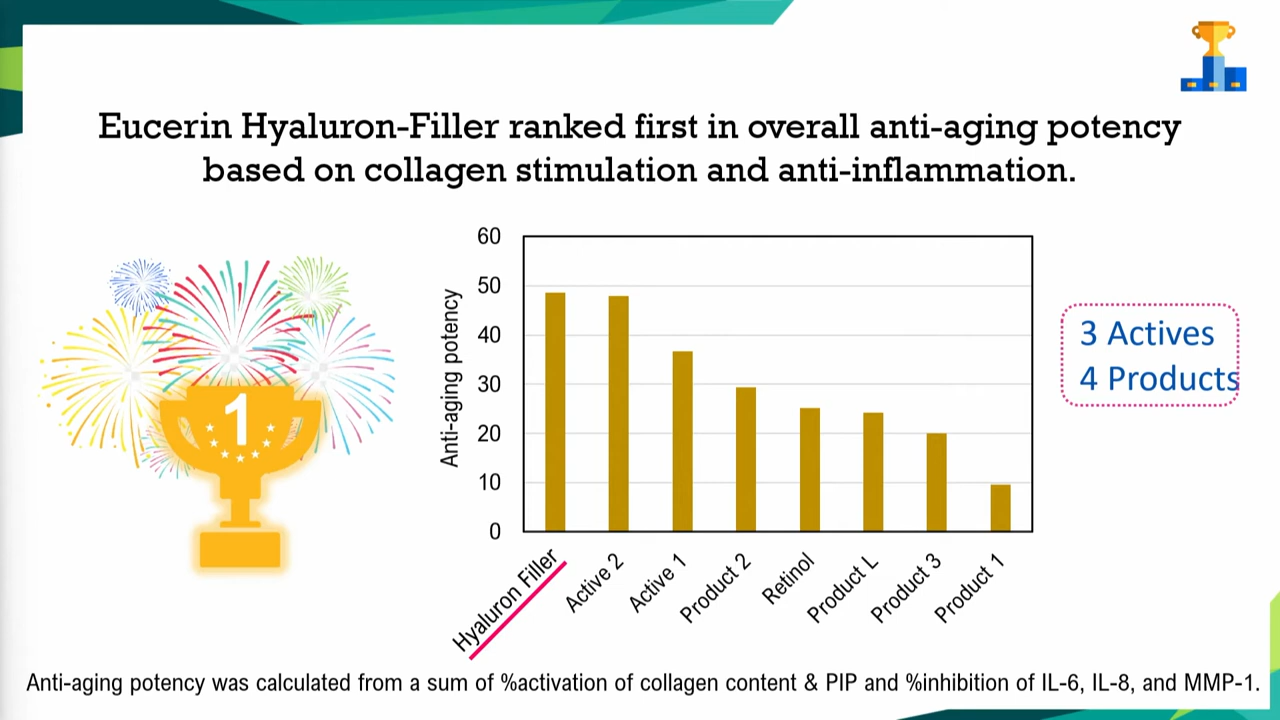 Eucerin Hyaluron-Filler ranked first in overall anti-aging potency
based on collagen stimulation and anti-inflammation.
1
Anti-aging potency
60
50
40
30
20
10
0
Hyaluron Filler
Active 2
Active 1
Product 2
Retinol
Product L
Product 3
Product 1
3 Actives
4 Products
Anti-aging potency was calculated from a sum of %activation of collagen content & PIP and %inhibition of IL-6, IL-8, and MMP-1.